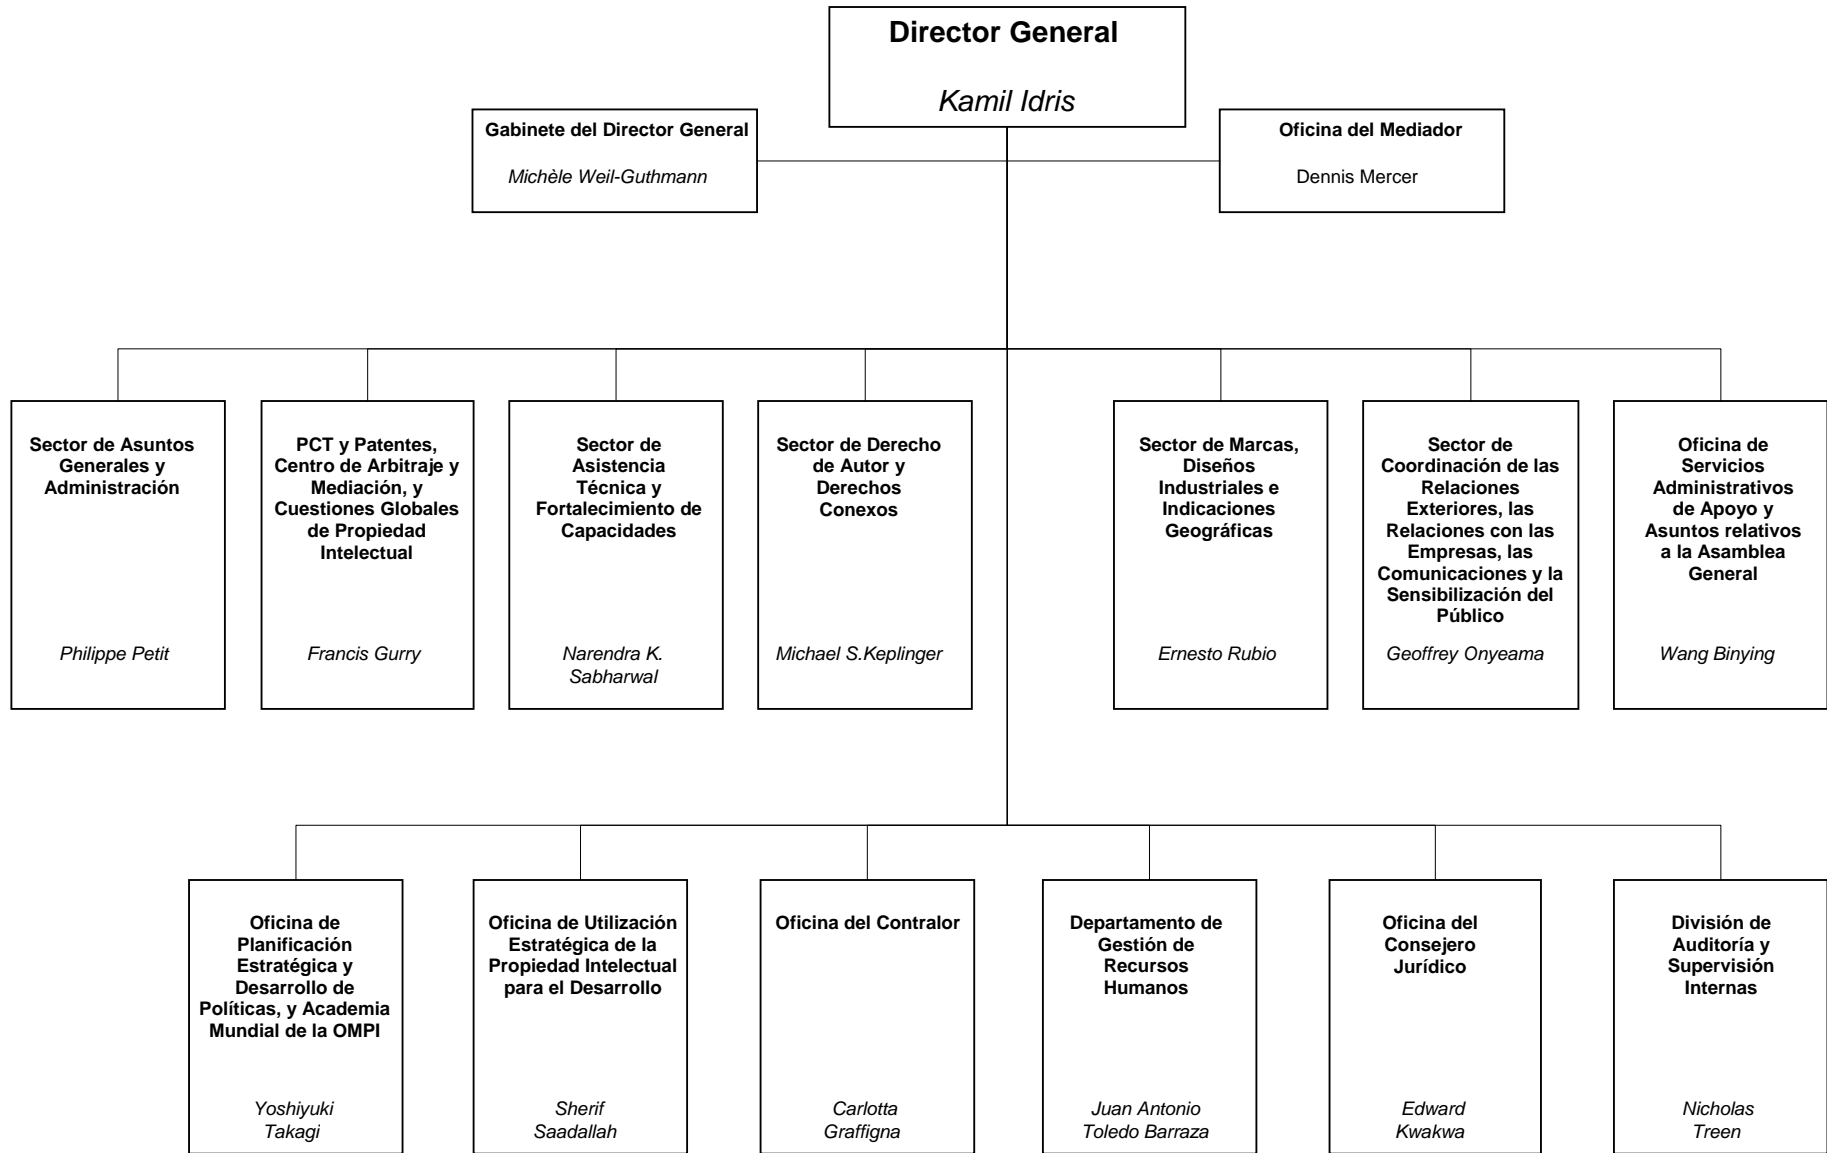 Director General
Kamil Idris
Gabinete del Director General
Michèle Weil-Guthmann
Oficina del Mediador
Dennis Mercer
Sector de Asuntos
Generales y
Administración
Philippe Petit
PCT y Patentes,
Centro de Arbitraje y
Mediación, y
Cuestiones Globales
de Propiedad
Intelectual
Francis Gurry
Sector de
Asistencia
Técnica y
Fortalecimiento de
Capacidades
Narendra K.
Sabharwal
Sector de Derecho
de Autor y
Derechos
Conexos
Michael S.Keplinger
Sector de Marcas,
Diseños
Industriales e
Indicaciones
Geográficas
Ernesto Rubio
Sector de
Coordinación de las
Relaciones
Exteriores, las
Relaciones con las
Empresas, las
Comunicaciones y la
Sensibilización del
Público
Geoffrey Onyeama
Oficina de
Servicios
Administrativos
de Apoyo y
Asuntos relativos
a la Asamblea
General
Wang Binying
Oficina de
Planificación
Estratégica y
Desarrollo de
Políticas, y Academia
Mundial de la OMPI
Yoshiyuki
Takagi
Oficina de Utilización
Estratégica de la
Propiedad Intelectual
para el Desarrollo
Sherif
Saadallah
Oficina del Contralor
Carlotta
Graffigna
Departamento de
Gestión de
Recursos
Humanos
Juan Antonio
Toledo Barraza
Oficina del
Consejero
Jurídico
Edward
Kwakwa
División de
Auditoría y
Supervisión
Internas
Nicholas
Treen